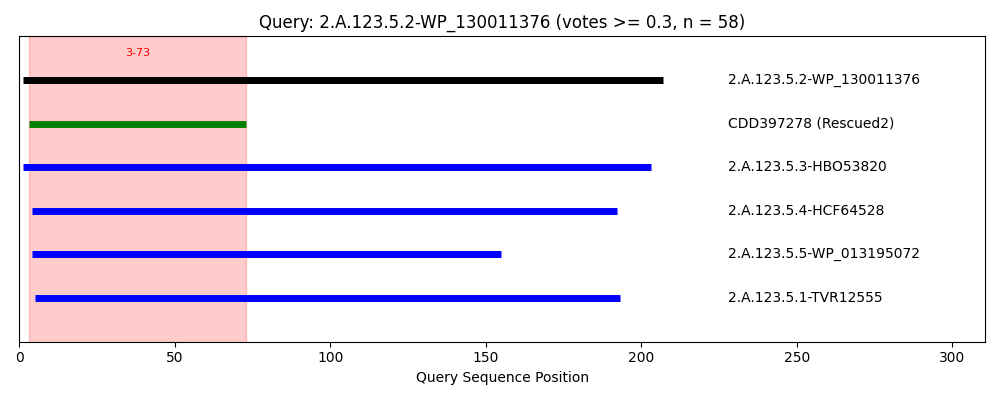 Query: 2.A.123.5.2-WP_130011376 (votes >= 0.3, n = 58)
3-73
2.A.123.5.2-WP_130011376
CDD397278 (Rescued2)
2.A.123.5.3-HBO53820
2.A.123.5.4-HCF64528
2.A.123.5.5-WP_013195072
2.A.123.5.1-TVR12555
0 50 100 150 200 250 300
Query Sequence Position